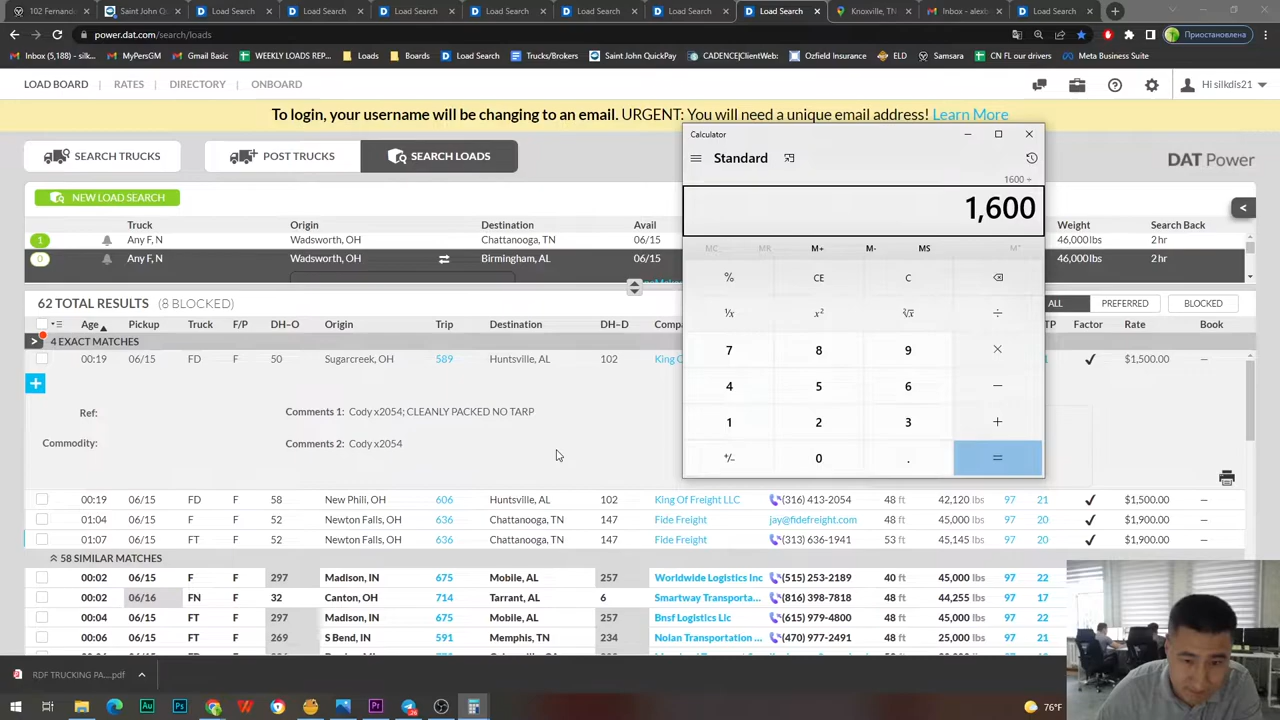 102 Fernand
Saint John Q
Load Search
Load Search
Load Search
Load Search
Load Search
Load Search
Load Search
Knoxville, TN
Inbox - alexb
Load Search
power.dat.com/search/loads
Приостановлена
Inbox (5,188) - silk...
MyPersGM
Gmail Basic
WEEKLY LOADS REP...
Loads
Boards
Saint Media
Trucks/Brokers
Saint John QuickPay
CADENCE|ClientWeb:
Ozfield Insurance
ELD
Samsara
CN FL our drivers
Meta Business Suite
LOAD BOARD
RATES
DIRECTORY
ONBOARD
Hi silkdis21
To login, your username will be changing to an email. URGENT: You will need a unique email address! Learn More
SEARCH TRUCKS
POST TRUCKS
SEARCH LOADS
DAT Power
NEW LOAD SEARCH
Truck Origin Destination Avail Weight Search Back
1 Any F, N Wadsworth, OH Chattanooga, TN 06/15 46,000lbs 2 hr
0 Any F, N Wadsworth, OH Birmingham, AL 06/15 46,000lbs 2 hr
Calculator
Standard
1600 ÷
1,600
MC MR M+ M- MS M˅
% CE C
⅟x x² ²√x ÷
7 8 9 ×
4 5 6 −
1 2 3 +
+/− 0 . =
62 TOTAL RESULTS (8 BLOCKED)
ALL
PREFERRED
BLOCKED
Age Pickup Truck F/P DH–O Origin Trip Destination DH–D Compa TP Factor Rate Book
4 EXACT MATCHES
00:19 06/15 FD F 50 Sugarcreek, OH 589 Huntsville, AL 102 King O $1,500.00 –
Ref:
Comments 1: Cody x2054; CLEANLY PACKED NO TARP
Commodity:
Comments 2: Cody x2054
00:19 06/15 FD F 58 New Phili, OH 606 Huntsville, AL 102 King Of Freight LLC (316) 413-2054 48 ft 42,120 lbs 97 21 $1,500.00 –
01:04 06/15 F F 52 Newton Falls, OH 636 Chattanooga, TN 147 Fide Freight jay@fidefreight.com 48 ft 45,000 lbs 97 20 $1,900.00 –
01:07 06/15 FT F 52 Newton Falls, OH 636 Chattanooga, TN 147 Fide Freight (313) 636-1941 53 ft 45,145 lbs 97 20 $1,900.00 –
58 SIMILAR MATCHES
00:02 06/15 F F 297 Madison, IN 675 Mobile, AL 257 Worldwide Logistics Inc (515) 253-2189 40 ft 45,000 lbs 97 22
00:02 06/16 FN F 32 Canton, OH 714 Tarrant, AL 6 Smartway Transporta... (816) 398-7818 48 ft 44,255 lbs 97 17
00:04 06/15 FT F 297 Madison, IN 675 Mobile, AL 257 Bnsf Logistics Llc (615) 979-4800 48 ft 45,000 lbs 97 22
00:06 06/15 FT F 269 S Bend, IN 591 Memphis, TN 234 Nolan Transportation ... (470) 977-2491 48 ft 25,000 lbs 97 21
RDF TRUCKING PA....pdf
76°F